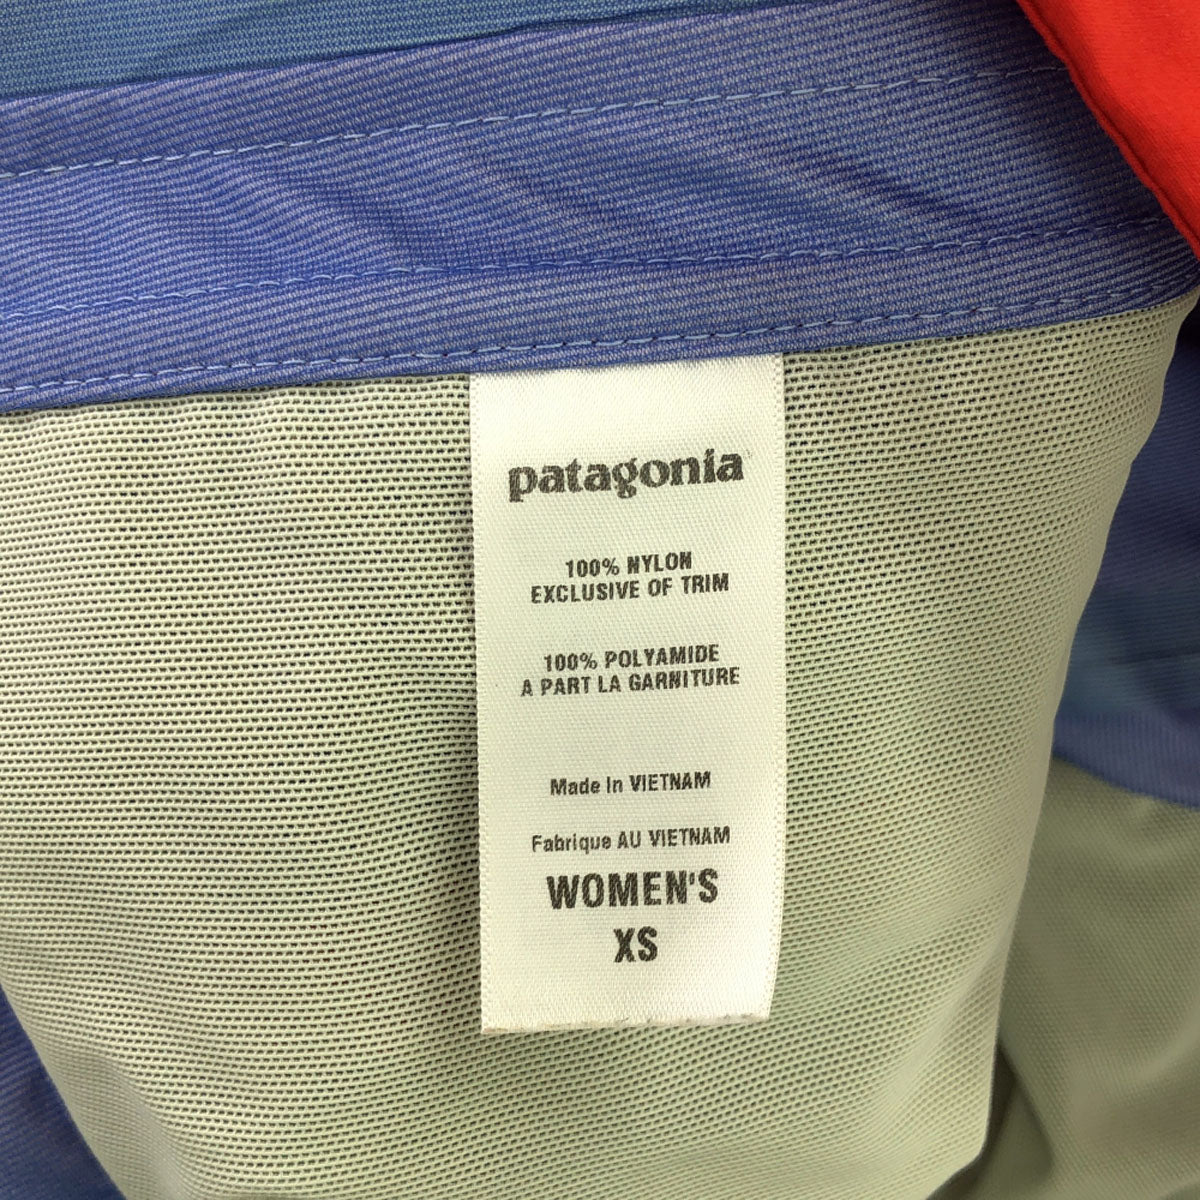 patagonia
100% NYLON
EXCLUSIVE OF TRIM
100% POLYAMIDE
A PART LA GARNITURE
Made In VIETNAM
Fabrique AU VIETNAM
WOMEN'S
XS